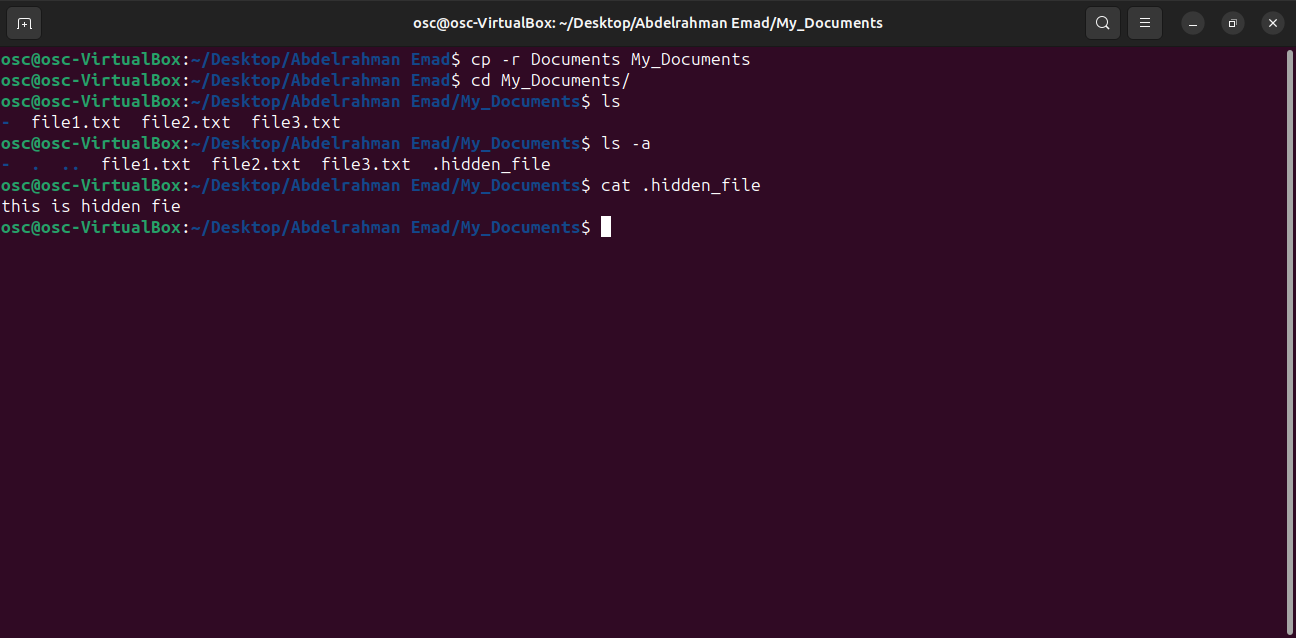 osc@osc-VirtualBox: ~/Desktop/Abdelrahman Emad/My_Documents
osc@osc-VirtualBox:~/Desktop/Abdelrahman Emad$ cp -r Documents My_Documents
osc@osc-VirtualBox:~/Desktop/Abdelrahman Emad$ cd My_Documents/
osc@osc-VirtualBox:~/Desktop/Abdelrahman Emad/My_Documents$ ls
-  file1.txt  file2.txt  file3.txt
osc@osc-VirtualBox:~/Desktop/Abdelrahman Emad/My_Documents$ ls -a
-  .  ..  file1.txt  file2.txt  file3.txt  .hidden_file
osc@osc-VirtualBox:~/Desktop/Abdelrahman Emad/My_Documents$ cat .hidden_file
this is hidden fie
osc@osc-VirtualBox:~/Desktop/Abdelrahman Emad/My_Documents$